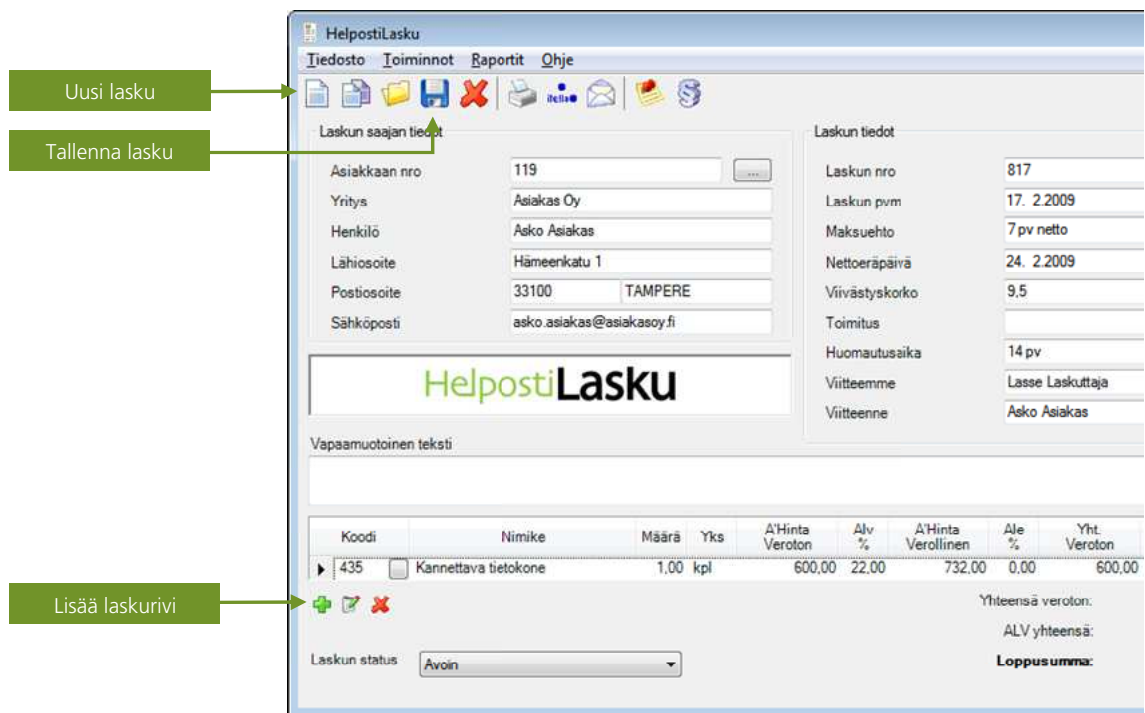 HelpostiLasku
Tiedosto Toiminnot Raportit Ohje
Uusi lasku
itella
Tallenna lasku
Laskun saajan tiedot
Asiakkaan nro 119 ...
Yritys Asiakas Oy
Henkilö Asko Asiakas
Lähiosoite Hämeenkatu 1
Postiosoite 33100 TAMPERE
Sähköposti asko.asiakas@asiakasoy.fi
Laskun tiedot
Laskun nro 817
Laskun pvm 17. 2.2009
Maksuehto 7 pv netto
Nettoeräpäivä 24. 2.2009
Viivästyskorko 9,5
Toimitus
Huomautusaika 14 pv
Viitteemme Lasse Laskuttaja
Viitteenne Asko Asiakas
HelpostiLasku
Vapaamuotoinen teksti
Koodi Nimike Määrä Yks A'Hinta Veroton Alv % A'Hinta Verollinen Ale % Yht. Veroton
435 Kannettava tietokone 1,00 kpl 600,00 22,00 732,00 0,00 600,00
Lisää laskurivi
Yhteensä veroton:
ALV yhteensä:
Loppusumma:
Laskun status Avoin